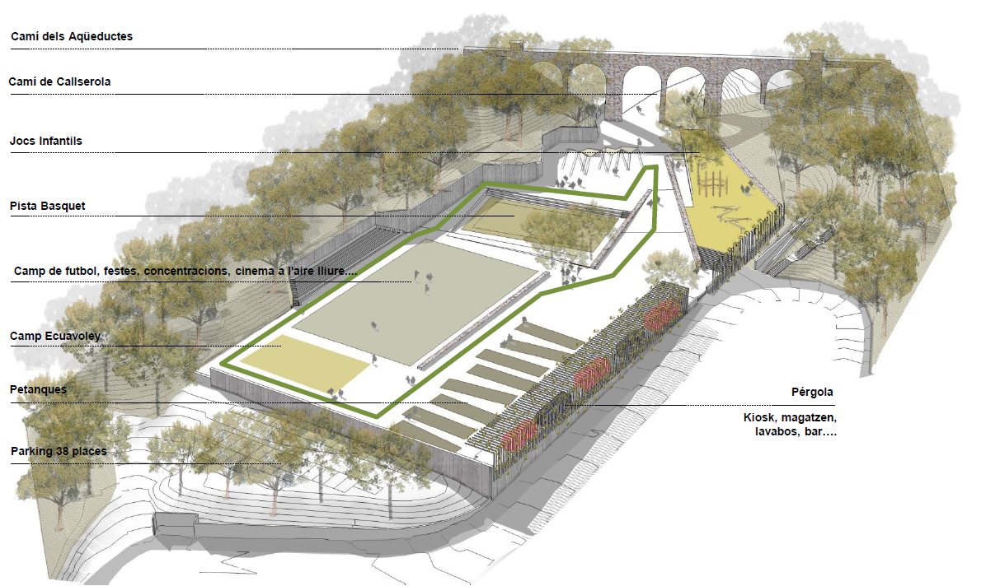 Camí dels Aqüeductes
Camí de Callserola
Jocs Infantils
Pista Basquet
Camp de futbol, festes, concentracions, cinema a l'aire lliure....
Camp Ecuavoley
Petanques
Parking 38 places
Pérgola
Kiosk, magatzen,
lavabos, bar….